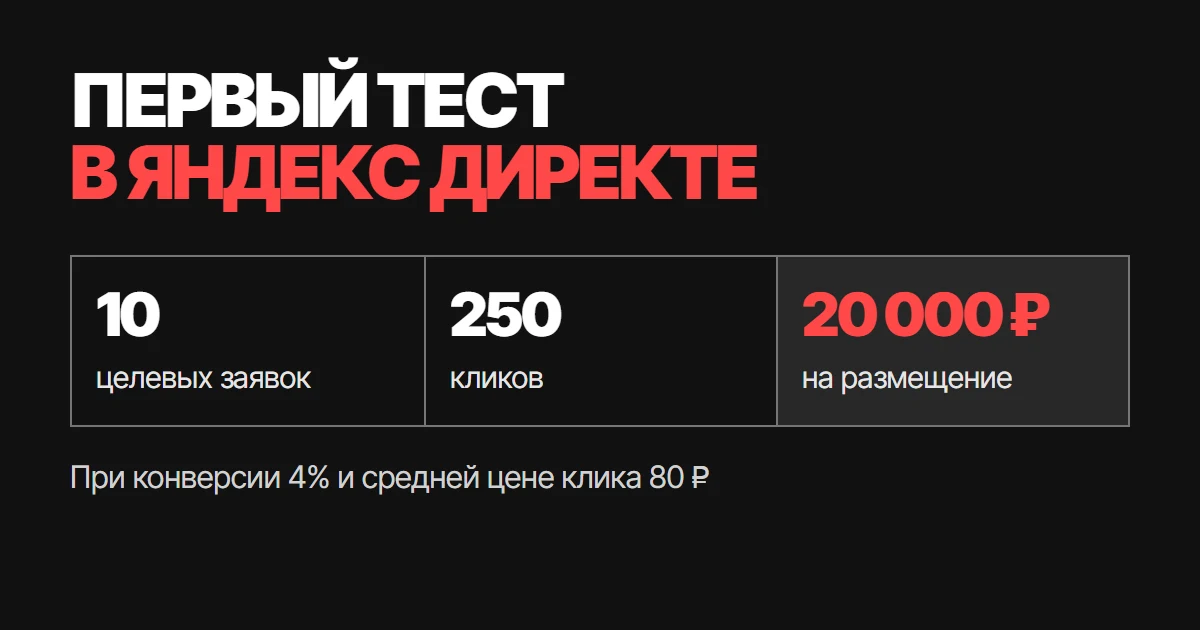 ПЕРВЫЙ ТЕСТ
В ЯНДЕКС ДИРЕКТЕ
10
целевых заявок
250
кликов
20 000 ₽
на размещение
При конверсии 4% и средней цене клика 80 ₽